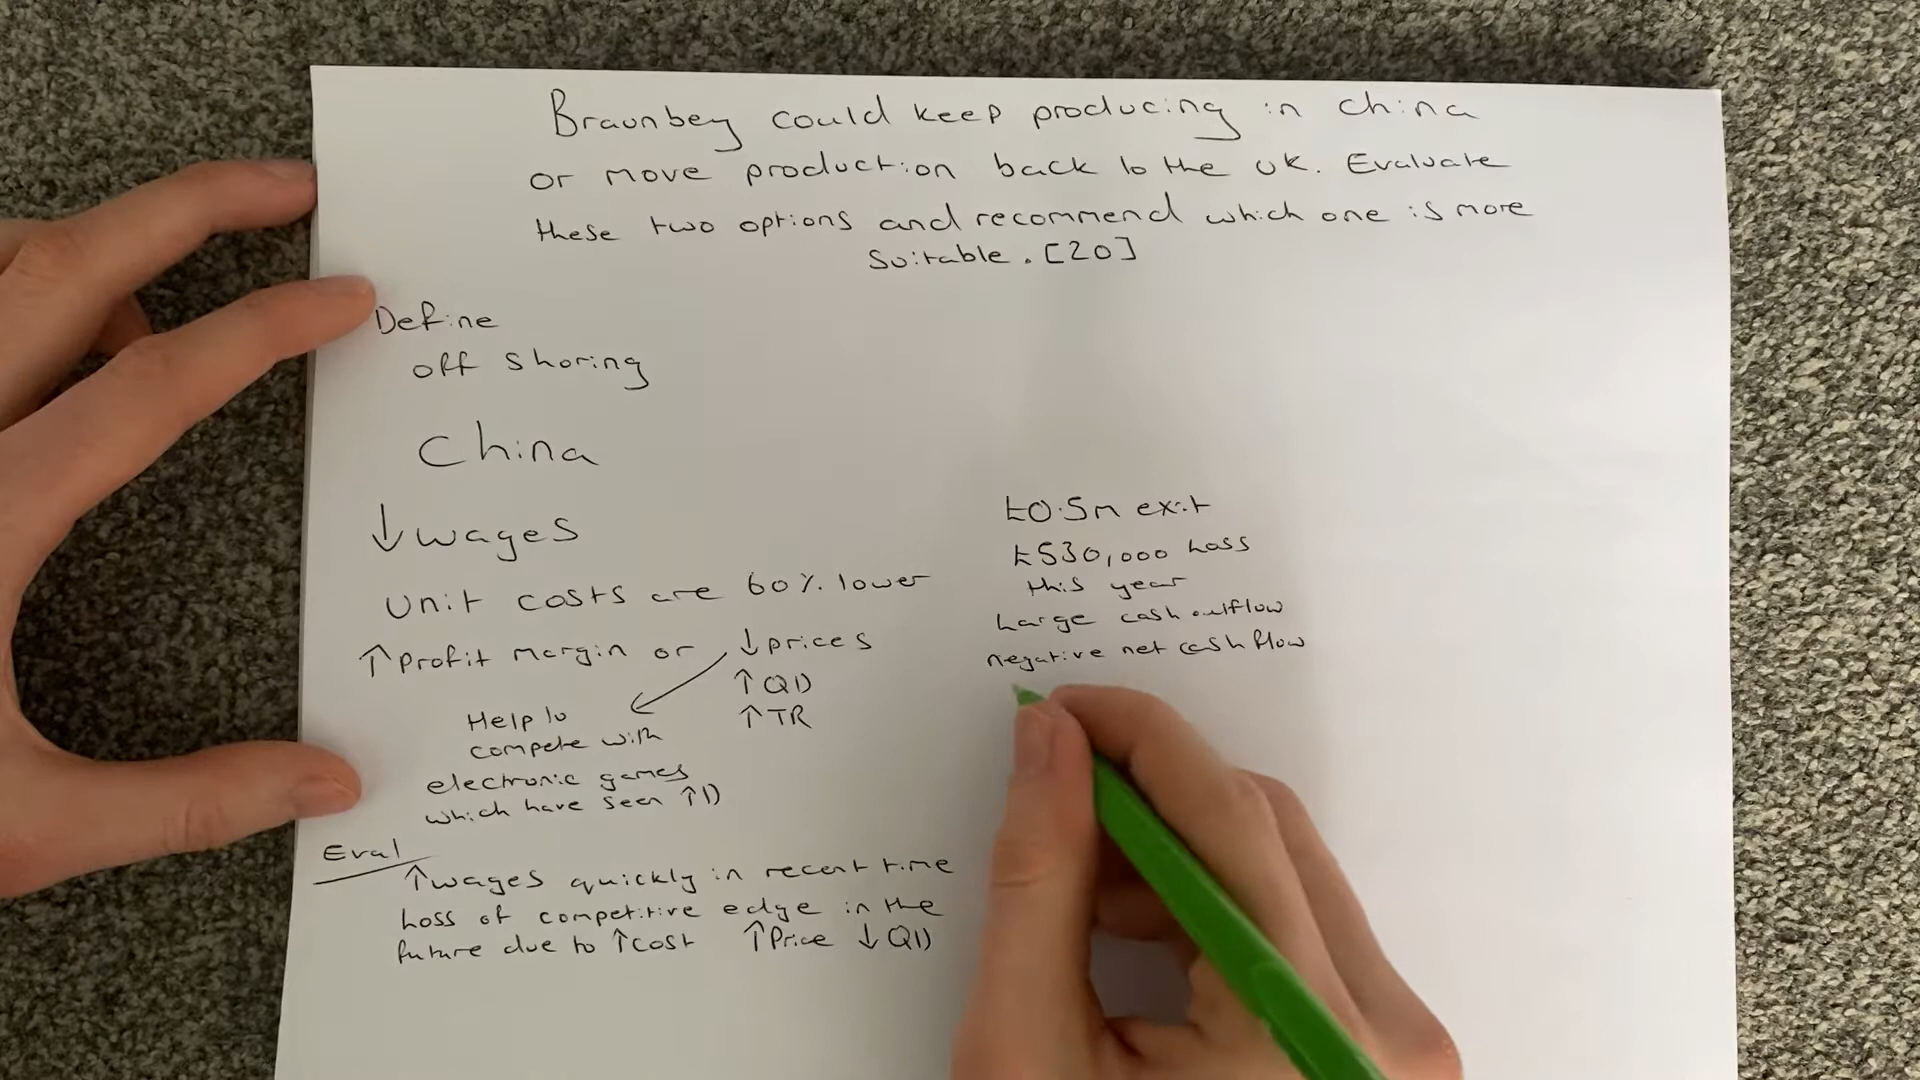 Braunbey could keep producing in china
or move production back to the UK. Evaluate
these two options and recommend which one is more
suitable. [20]
Define
off shoring
China
↓ wages
Unit costs are 60% lower
↑ Profit margin or ↓ prices
↑ QD
↑ TR
Help to
compete with
electronic games
which have seen ↑D
Eval
↑ wages quickly in recent time
Loss of competitive edge in the
future due to ↑ cost ↑ Price ↓ QD
£0.5m exit
£530,000 Loss
this year
Large cash outflow
negative net cash flow